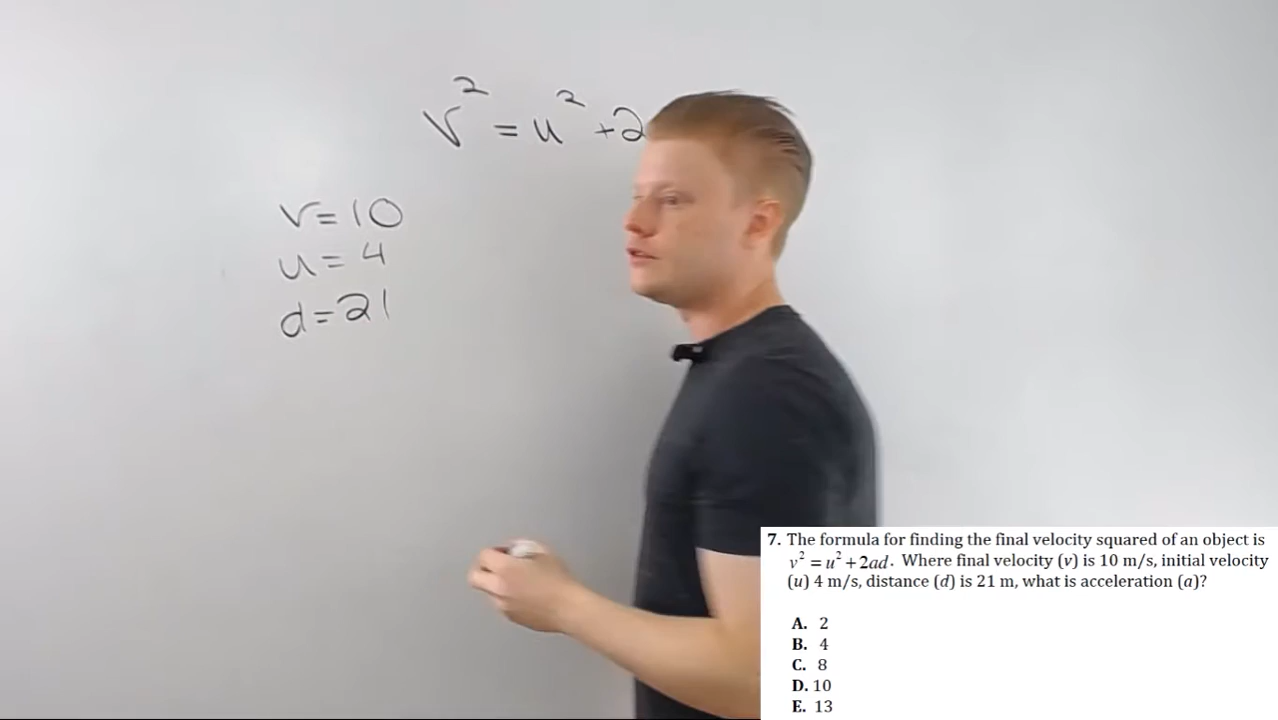 v² = u² + 2
v = 10
u = 4
d = 21
7. The formula for finding the final velocity squared of an object is
v² = u² + 2ad. Where final velocity (v) is 10 m/s, initial velocity
(u) 4 m/s, distance (d) is 21 m, what is acceleration (a)?
A. 2
B. 4
C. 8
D. 10
E. 13